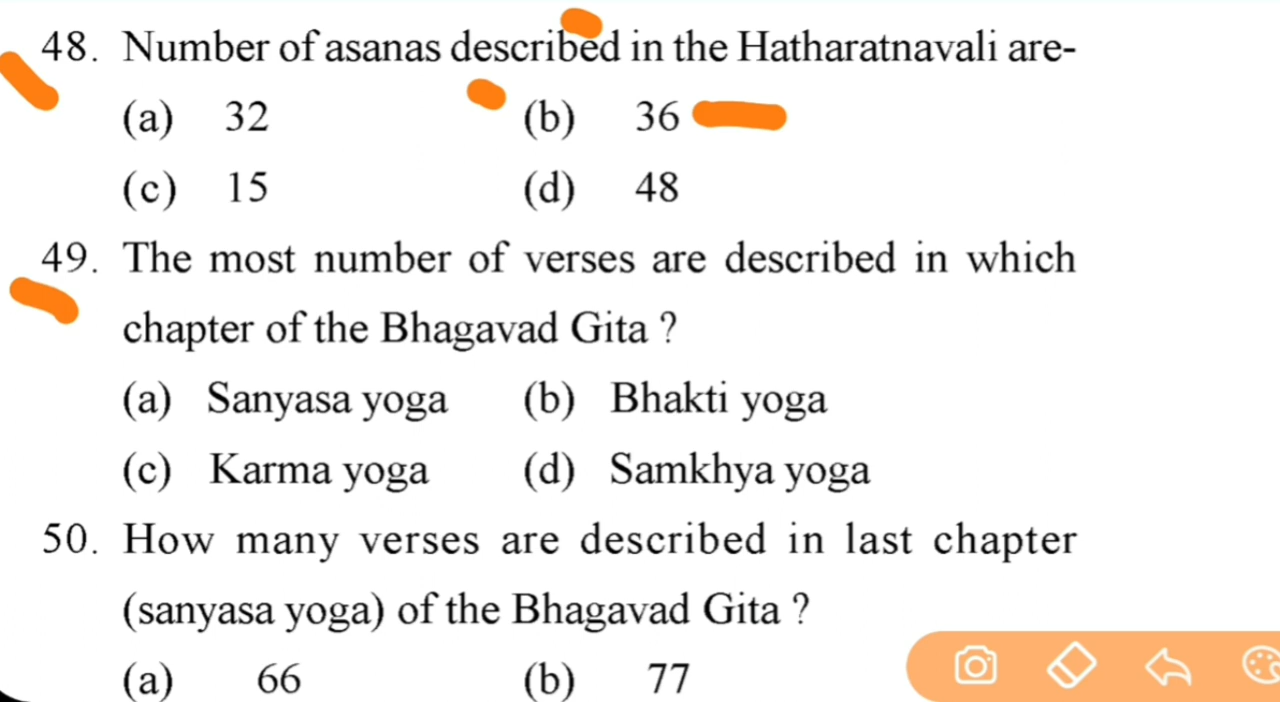 48. Number of asanas described in the Hatharatnavali are-
(a) 32 (b) 36
(c) 15 (d) 48
49. The most number of verses are described in which
chapter of the Bhagavad Gita ?
(a) Sanyasa yoga (b) Bhakti yoga
(c) Karma yoga (d) Samkhya yoga
50. How many verses are described in last chapter
(sanyasa yoga) of the Bhagavad Gita ?
(a) 66 (b) 77